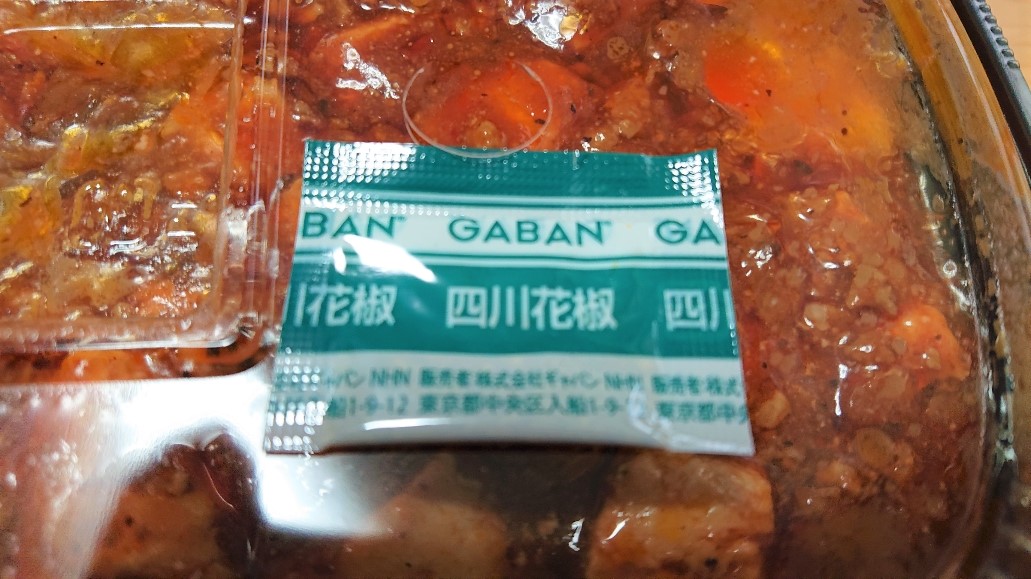 BAN GABAN GA
川花椒 四川花椒 四川
ャバン NHN 販売者:株式会社ギャバン NHN 販売者:株式
船1-9-12 東京都中央区入船1-9- 東京都中央